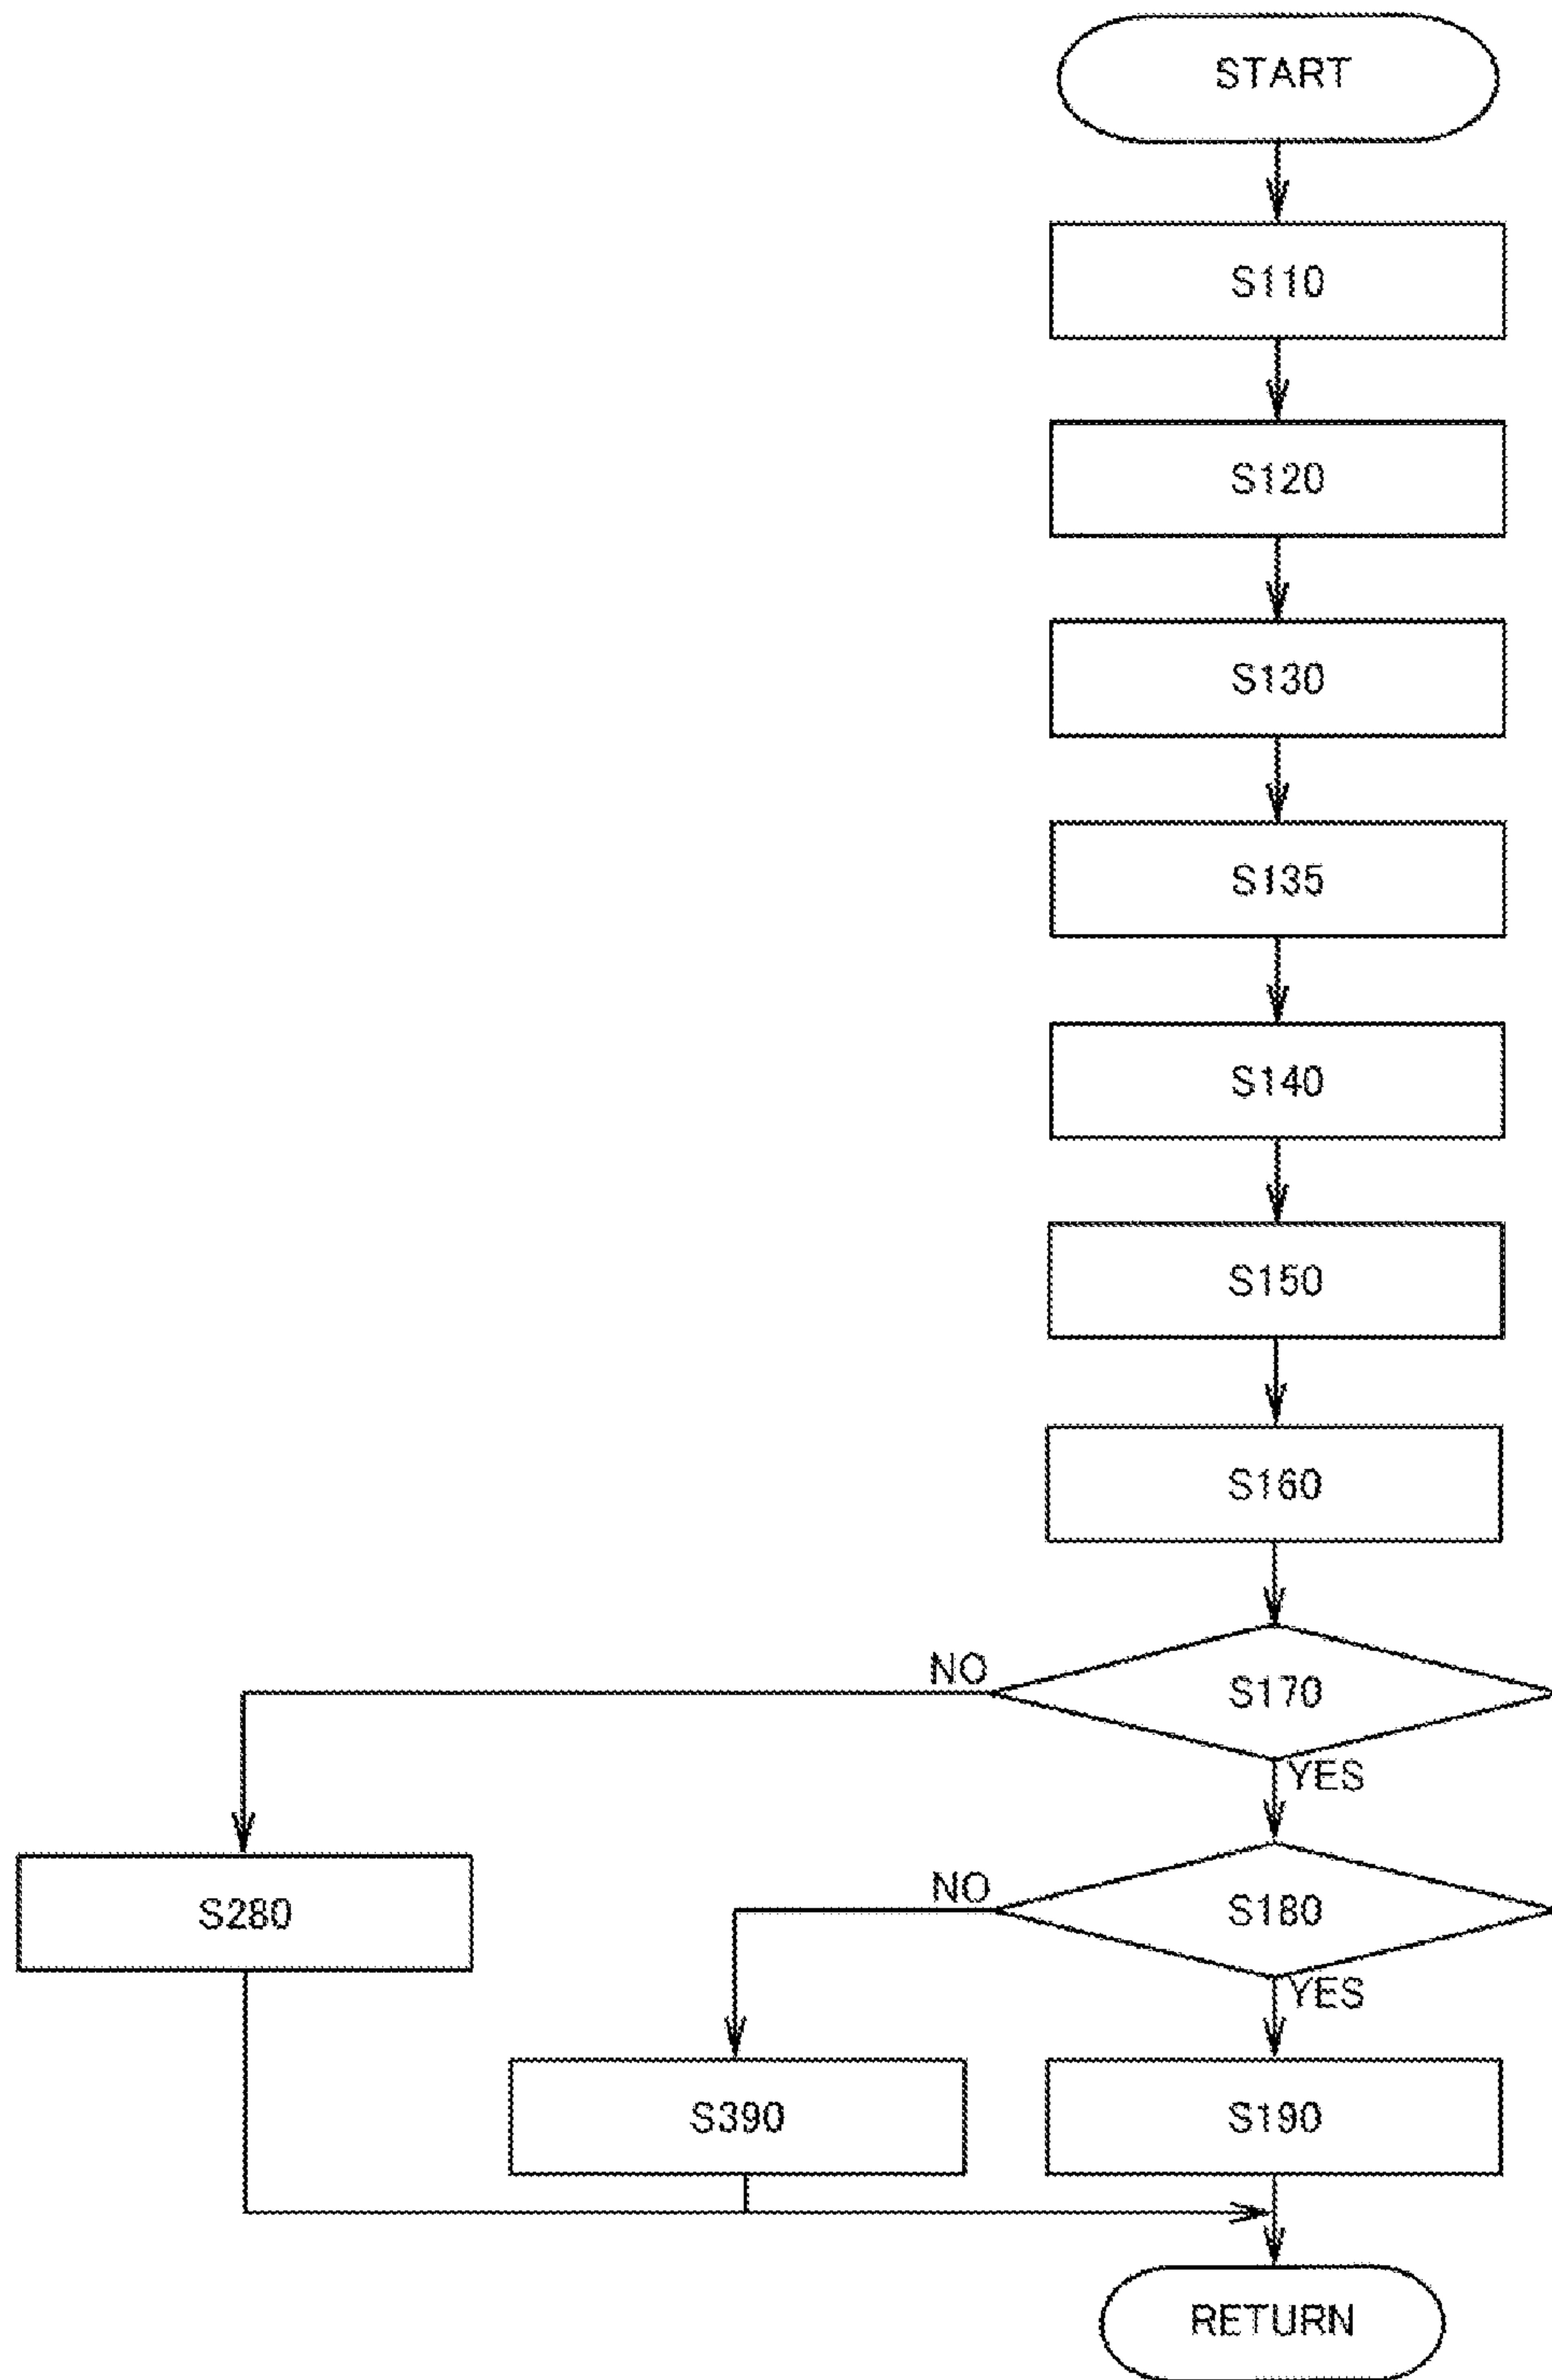 START
S110
S120
S130
S135
S140
S150
S160
NO
S170
YES
S280
NO
S180
YES
S390
S190
RETURN